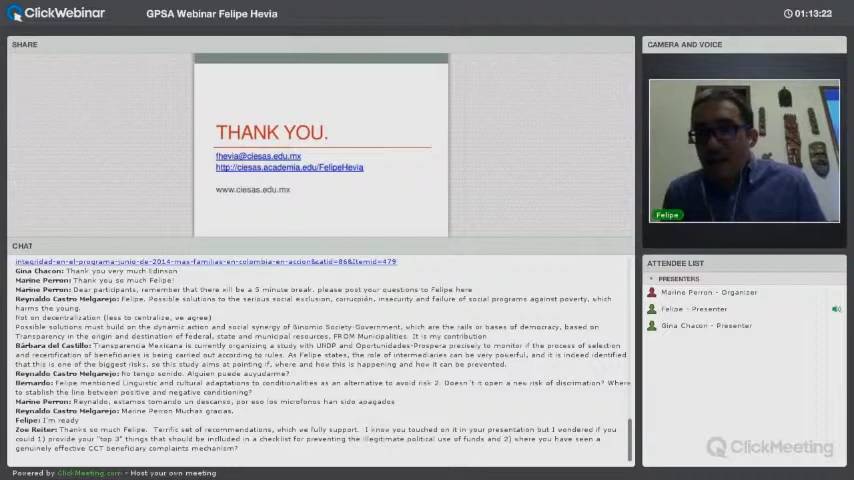 ClickWebinar
GPSA Webinar Felipe Hevia
01:13:22
SHARE
THANK YOU.
fhevia@ciesas.edu.mx
http://ciesas.academia.edu/FelipeHevia
www.ciesas.edu.mx
CAMERA AND VOICE
Felipe
CHAT
integridad-en-el-programa-junio-de-2014-mas-familias-en-colombia-en-accion&catid=86&Itemid=479
Gina Chacon: Thank you very much Edinson
Marine Perron: Thank you so much Felipe!
Marine Perron: Dear participants, remember that there will be a 5 minute break. please post your questions to Felipe here
Reynaldo Castro Melgarejo: Felipe. Possible solutions to the serious social exclusion, corrupción, insecurity and failure of social programs against poverty, which
harms the young.
Not on decentralization (less to centralize, we agree)
Possible solutions must build on the dynamic action and social synergy of Binomio Society-Government, which are the rails or bases of democracy, based on
Transparency in the origin and destination of federal, state and municipal resources, FROM Municipalities. It is my contribution
Bárbara del Castillo: Transparencia Mexicana is currently organizing a study with UNDP and Oportunidades-Prospera precisely to monitor if the process of selection
and recertification of beneficiaries is being carried out according to rules. As Felipe states, the role of intermediaries can be very powerful, and it is indeed identified
that this is one of the biggest risks, so this study aims at pointing if, where and how this is happening and how it can be prevented.
Reynaldo Castro Melgarejo: No tengo sonido. Alguien puede auyudarme?
Bernardo: Felipe mentioned Linguistic and cultural adaptations to conditionalities as an alternative to avoid risk 2. Doesn´t it open a new risk of discrimation? Where
to establish the line between positive and negative conditioning?
Marine Perron: Reynaldo, estamos tomando un descanso, por eso los microfonos han sido apagados
Reynaldo Castro Melgarejo: Marine Perron Muchas gracias.
Felipe: I'm ready
Zoe Reiter: Thanks so much Felipe. Terrific set of recommendations, which we fully support. I know you touched on it in your presentation but I wondered if you
could 1) provide your "top 3" things that should be included in a checklist for preventing the illegitimate political use of funds and 2) where you have seen a
genuinely effective CCT beneficiary complaints mechanism?
ATTENDEE LIST
PRESENTERS
Marine Perron - Organizer
Felipe - Presenter
Gina Chacon - Presenter
ClickMeeting
Powered by ClickMeeting.com - Host your own meeting